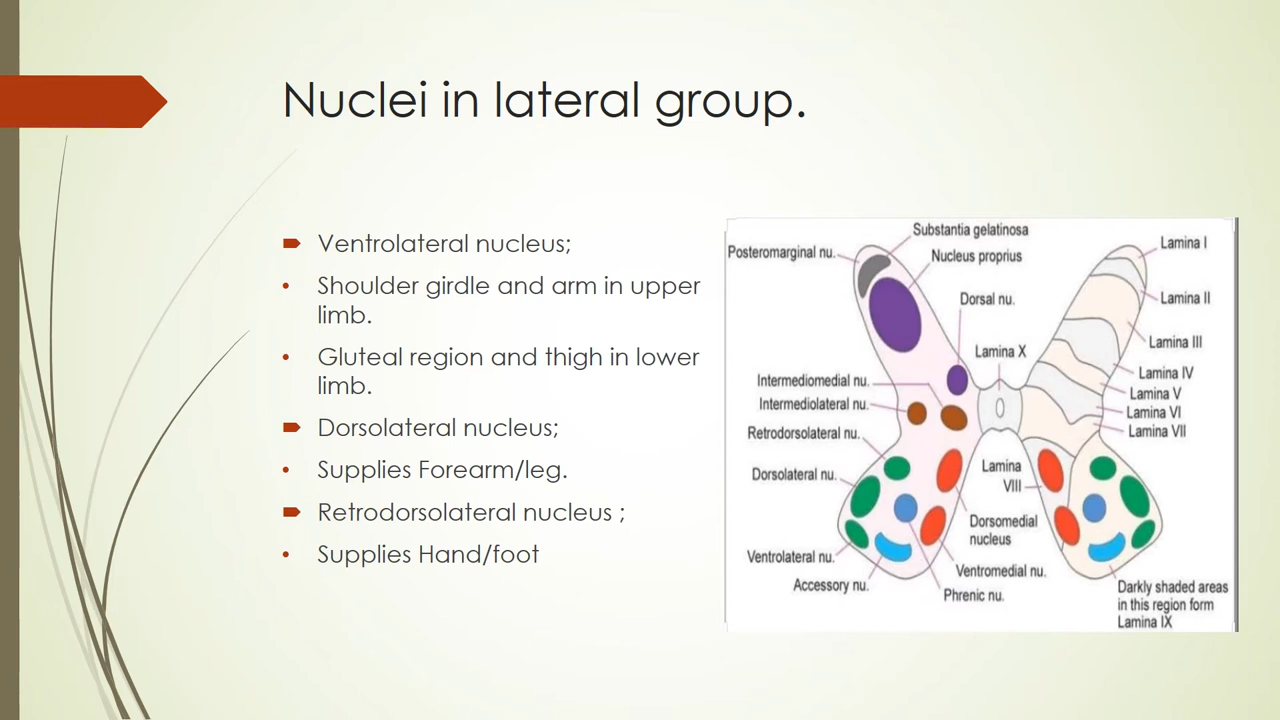 Nuclei in lateral group.
Ventrolateral nucleus;
Shoulder girdle and arm in upper
limb.
Gluteal region and thigh in lower
limb.
Dorsolateral nucleus;
Supplies Forearm/leg.
Retrodorsolateral nucleus ;
Supplies Hand/foot
Substantia gelatinosa
Posteromarginal nu.
Nucleus proprius
Dorsal nu.
Lamina X
Intermediomedial nu.
Intermediolateral nu.
Retrodorsolateral nu.
Dorsolateral nu.
Ventrolateral nu.
Accessory nu.
Phrenic nu.
Ventromedial nu.
Dorsomedial
nucleus
Lamina
VIII
Lamina I
Lamina II
Lamina III
Lamina IV
Lamina V
Lamina VI
Lamina VII
Darkly shaded areas
in this region form
Lamina IX